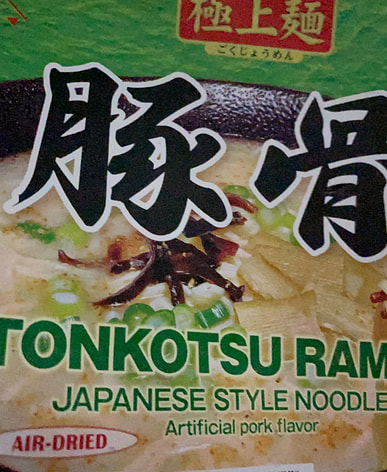 極上麺
ごくじょうめん
豚骨
TONKOTSU RAM
JAPANESE STYLE NOODLE
Artificial pork flavor
AIR-DRIED